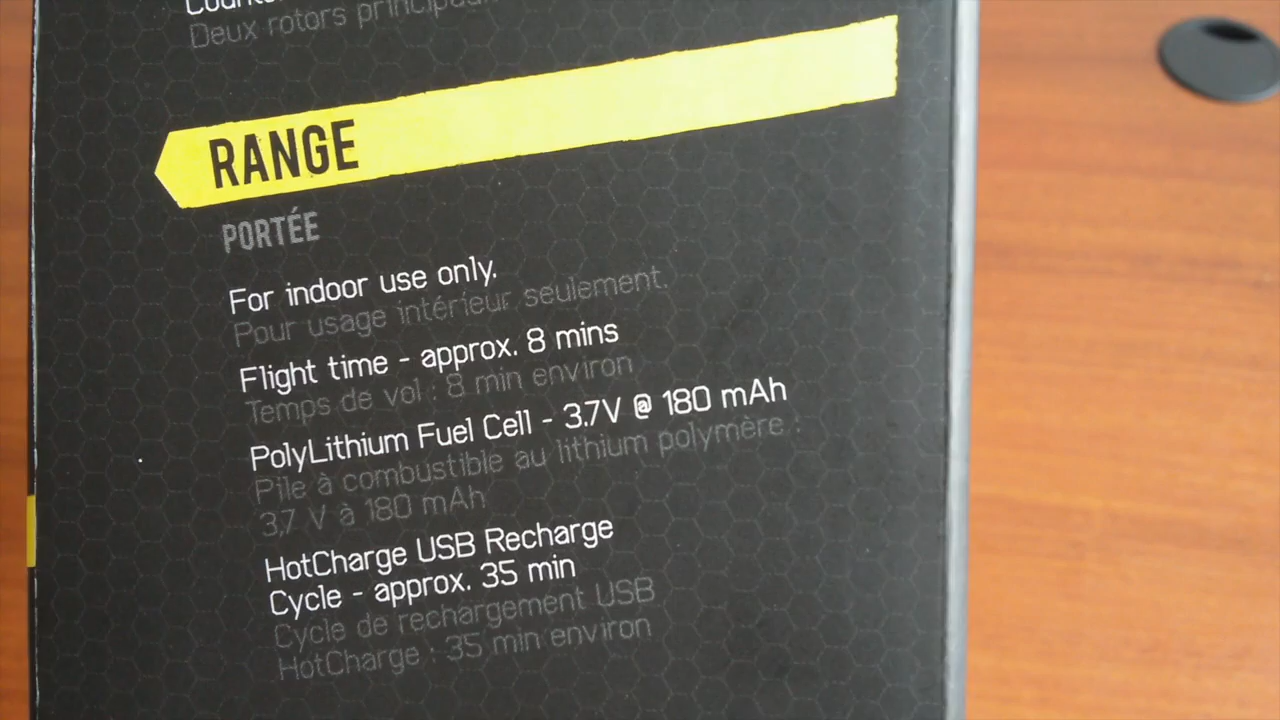 Deux rotors
RANGE
PORTÉE
For indoor use only.
Pour usage intérieur seulement.
Flight time - approx. 8 mins
Temps de vol : 8 min environ
PolyLithium Fuel Cell - 3.7V @ 180 mAh
Pile à combustible au lithium polymère :
3,7 V à 180 mAh
HotCharge USB Recharge
Cycle - approx. 35 min
Cycle de rechargement USB
HotCharge : 35 min environ